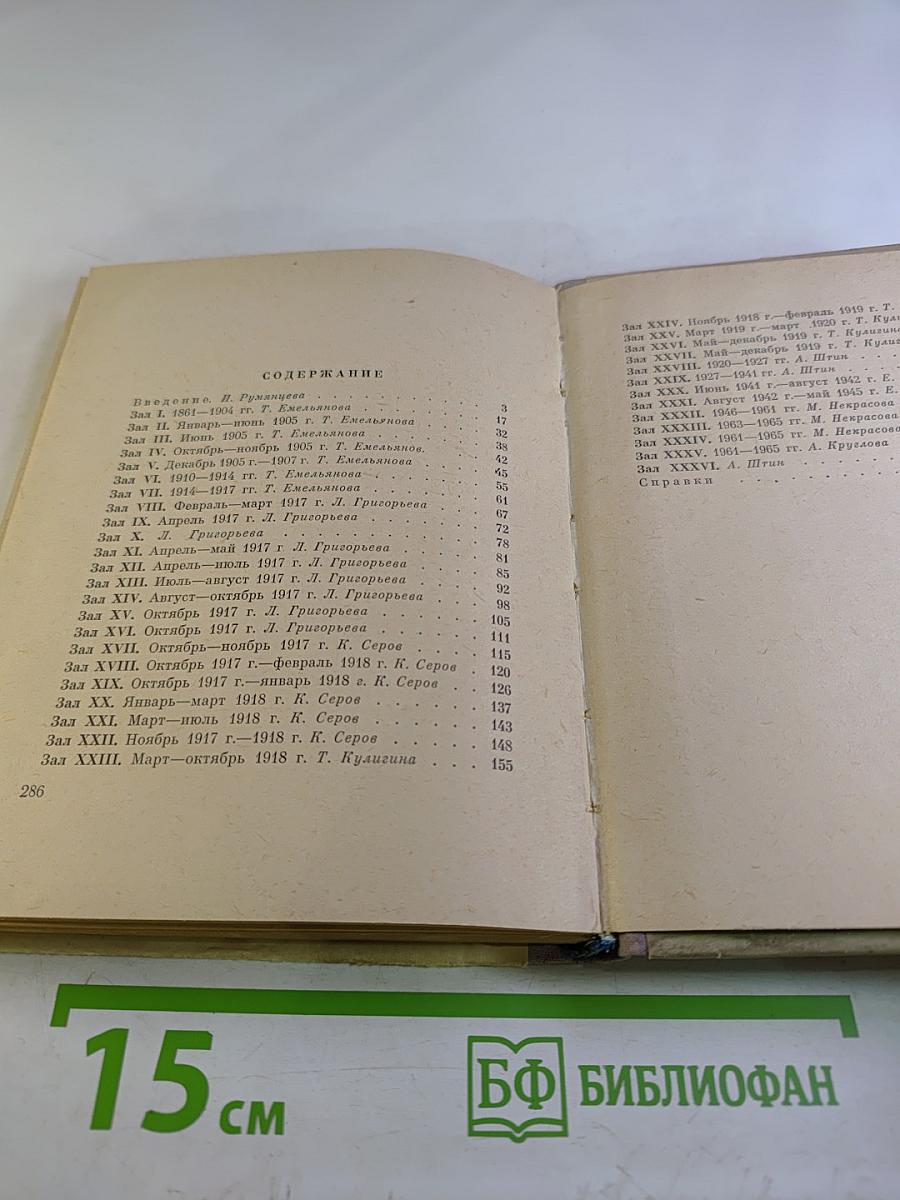 СОДЕРЖАНИЕ
Введение. И. Румянцева . . . . . . . . . 3
Зал I. 1861—1904 гг. Т. Емельянова . . . . . . . 17
Зал II. Январь—июнь 1905 г. Т. Емельянова . . . . 32
Зал III. Июнь 1905 г. Т. Емельянова . . . . . . . 38
Зал IV. Октябрь—ноябрь 1905 г. Т. Емельянов. 42
Зал V. Декабрь 1905 г.—1907 г. Т. Емельянова . . . . 45
Зал VI. 1910—1914 гг. Т. Емельянова . . . . . . . 55
Зал VII. 1914—1917 гг. Т. Емельянова . . . . . . 61
Зал VIII. Февраль—март 1917 г. Л. Григорьева . . . 67
Зал IX. Апрель 1917 г. Л. Григорьева . . . . . . 72
Зал X. Л. Григорьева . . . . . . . . . . . 78
Зал XI. Апрель—май 1917 г. Л. Григорьева . . . . . 81
Зал XII. Апрель—июль 1917 г. Л. Григорьева . . . . 85
Зал XIII. Июль—август 1917 г. Л. Григорьева . . . . 92
Зал XIV. Август—октябрь 1917 г. Л. Григорьева . . . 98
Зал XV. Октябрь 1917 г. Л. Григорьева . . . . . . 105
Зал XVI. Октябрь 1917 г. Л. Григорьева . . . . . . 111
Зал XVII. Октябрь—ноябрь 1917 г. К. Серов . . . . 115
Зал XVIII. Октябрь 1917 г.—февраль 1918 г. К. Серов . 120
Зал XIX. Октябрь 1917 г.—январь 1918 г. К. Серов . . 126
Зал XX. Январь—март 1918 г. К. Серов . . . . . . 137
Зал XXI. Март—июль 1918 г. К. Серов . . . . . . 143
Зал XXII. Ноябрь 1917 г.—1918 г. К. Серов . . . . . 148
Зал XXIII. Март—октябрь 1918 г. Т. Кулигина . . . 155
286
Зал XXIV. Ноябрь 1918 г.—февраль 1919 г. Т.
Зал XXV. Март 1919 г.—март 1920 г. Т. Кули
Зал XXVI. Май—декабрь 1919 г. Т. Кулигина
Зал XXVII. Май—декабрь 1919 г. Т. Кулиг
Зал XXVIII. 1920—1927 гг. А. Штин . . .
Зал XXIX. 1927—1941 гг. А. Штин . . . .
Зал XXX. Июнь 1941 г.—август 1942 г. Е.
Зал XXXI. Август 1942 г.—май 1945 г. Е.
Зал XXXII. 1946—1961 гг. М. Некрасова
Зал XXXIII. 1963—1965 гг. М. Некрасова
Зал XXXIV. 1961—1965 гг. М. Некрасова
Зал XXXV. 1961—1965 гг. А. Круглова
Зал XXXVI. А. Штин . . . . . .
Справки . . . . . . . . .
15 см
БФ БИБЛИОФАН